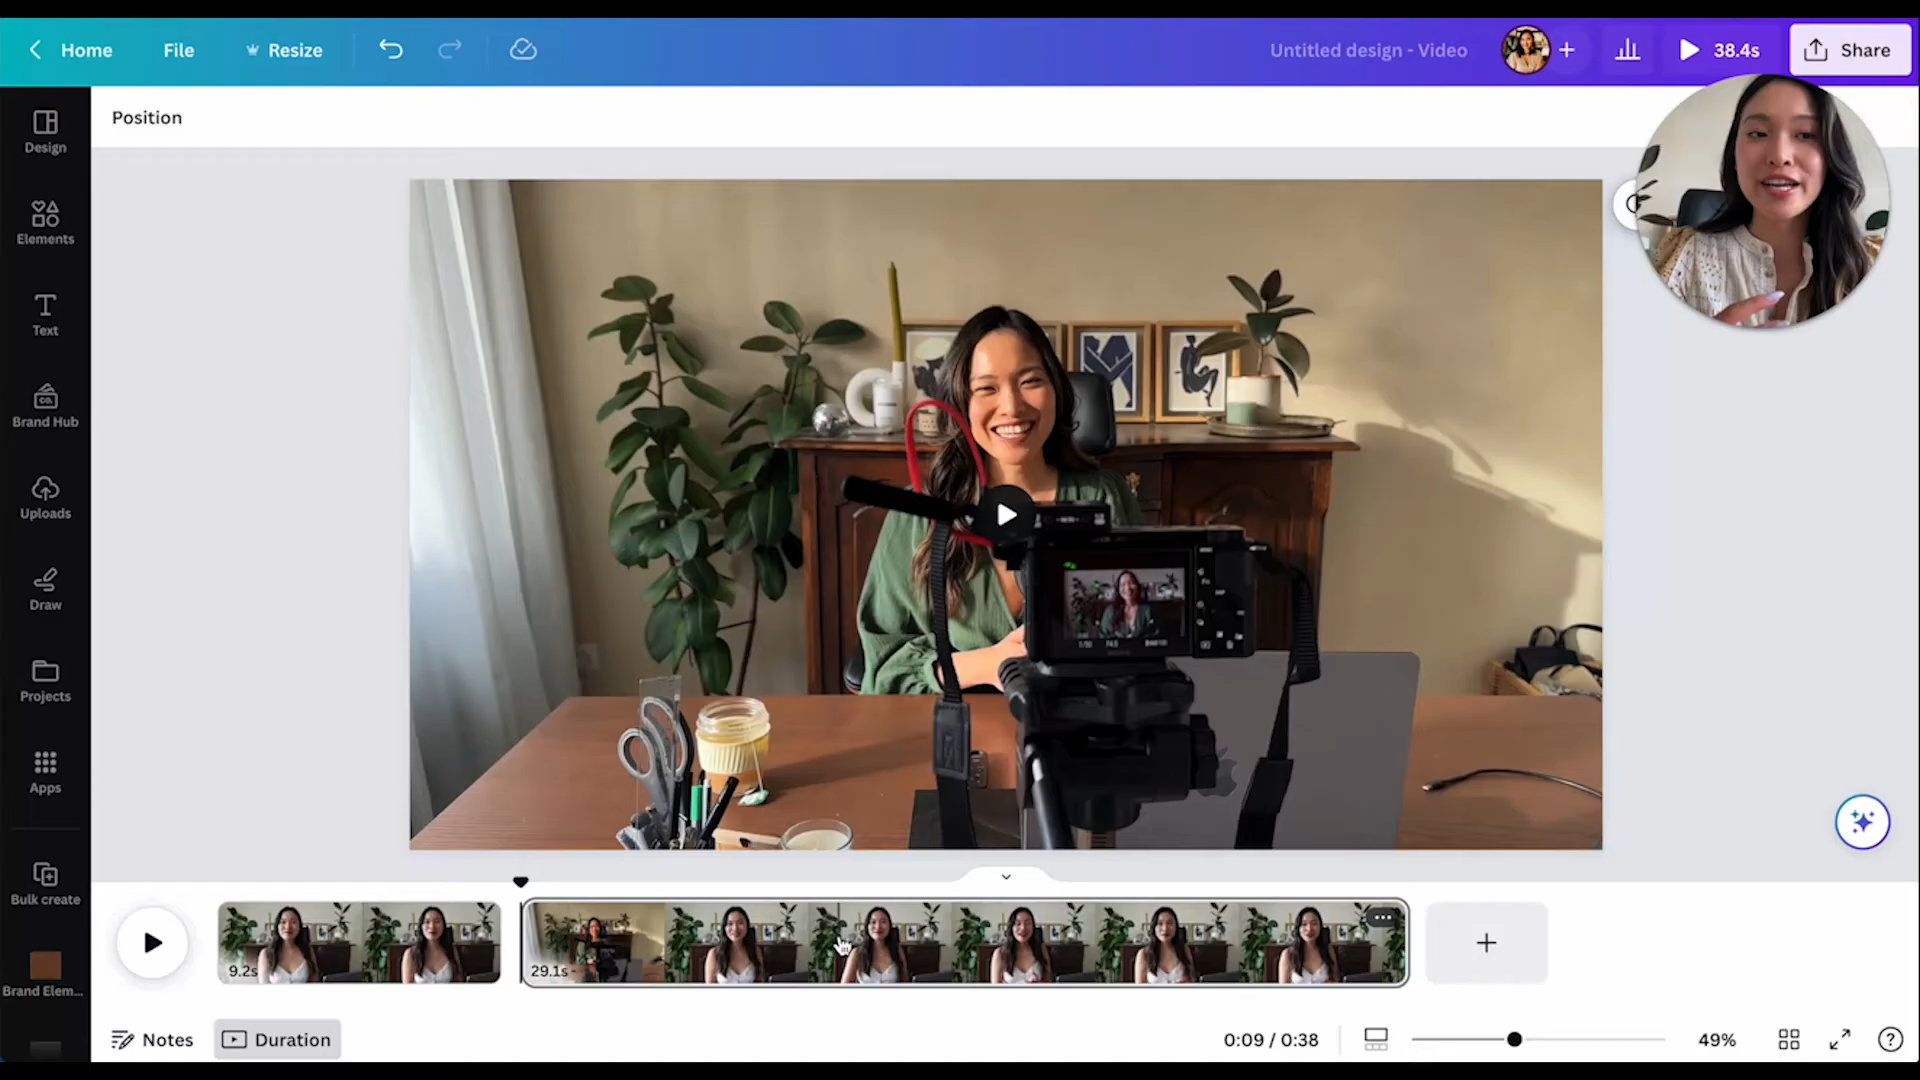 Home
File
Resize
Untitled design - Video
38.4s
Share
Position
Design
Elements
Text
Brand Hub
Uploads
Draw
Projects
Apps
Bulk create
Brand Elem...
CO.
9.2s
29.1s
Notes
Duration
0:09 / 0:38
49%